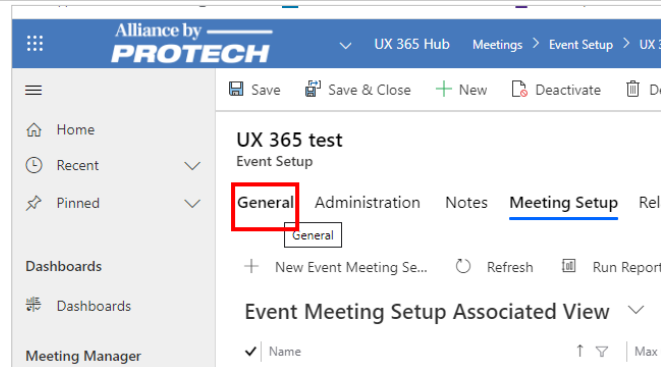 Alliance by
PROTECH
UX 365 Hub Meetings > Event Setup > UX
Save Save & Close + New Deactivate
Home
Recent
Pinned
UX 365 test
Event Setup
General Administration Notes Meeting Setup Rel
General
Dashboards
+ New Event Meeting Se... Refresh Run Report
Dashboards
Event Meeting Setup Associated View
Meeting Manager
Name Max